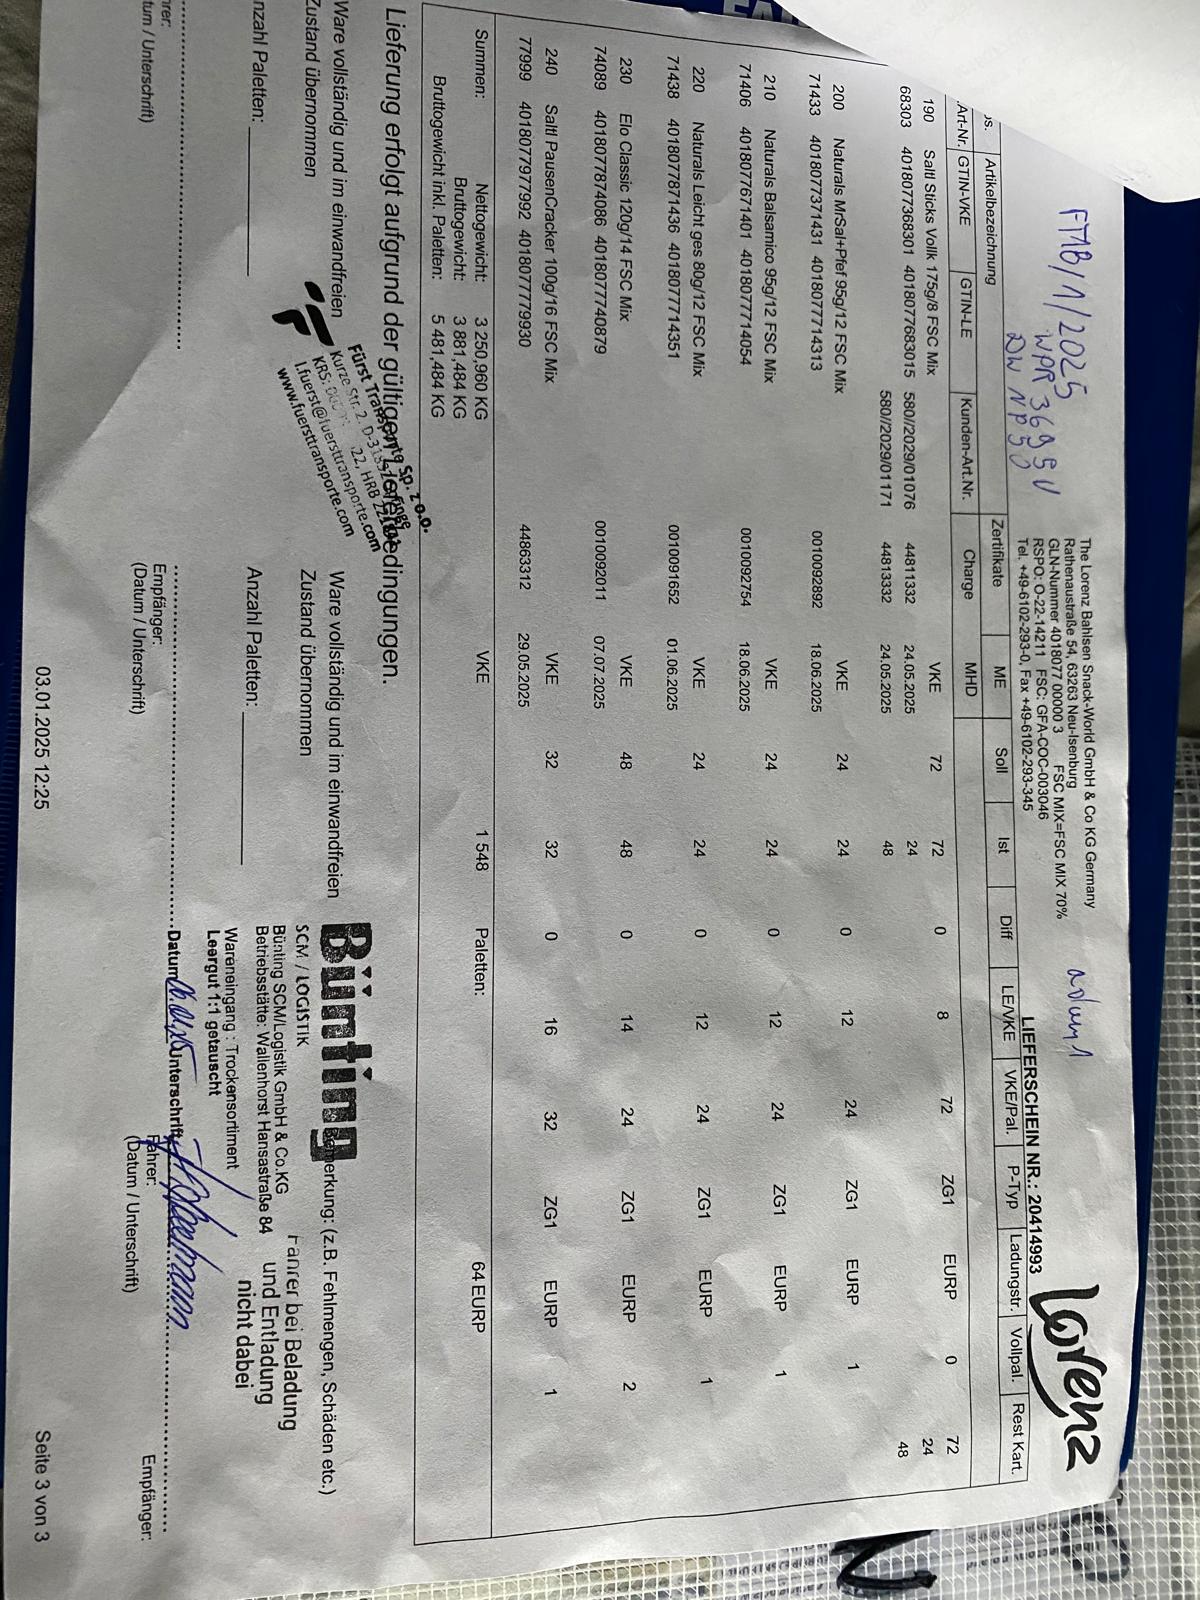 FTMB/1/2025
WPR 3695U
DW NP50
adam1
Lorenz
The Lorenz Bahlsen Snack-World GmbH & Co KG Germany
Rathenaustraße 54, 63263 Neu-Isenburg
GLN-Nummer 4018077 00000 3 FSC MIX=FSC MIX 70%
RSPO: O-22-14211 FSC: GFA-COC-003046
Tel. +49-6102-293-0, Fax +49-6102-293-345
LIEFERSCHEIN NR.: 20414993
Artikelbezeichnung Zertifikate ME Soll Ist Diff LE/VKE VKE/Pal. P-Typ Ladungstr. Vollpal. Rest Kart.
.Art-Nr. GTIN-VKE GTIN-LE Kunden-Art.Nr. Charge MHD
190 Saltl Sticks Vollk 175g/8 FSC Mix VKE 72 72 0 8 72 ZG1 EURP 0 72
68303 4018077368301 4018077683015 580//2029/01076 44811332 24.05.2025 24 24
580//2029/01171 44813332 24.05.2025 48 48
200 Naturals MrSal+Pfef 95g/12 FSC Mix VKE 24 24 0 12 24 ZG1 EURP 1
71433 4018077371431 4018077714313 0010092892 18.06.2025
210 Naturals Balsamico 95g/12 FSC Mix VKE 24 24 0 12 24 ZG1 EURP 1
71406 4018077671401 4018077714054 0010092754 18.06.2025
220 Naturals Leicht ges 80g/12 FSC Mix VKE 24 24 0 12 24 ZG1 EURP 1
71438 4018077871436 4018077714351 0010091652 01.06.2025
230 Elo Classic 120g/14 FSC Mix VKE 48 48 0 14 24 ZG1 EURP 2
74089 4018077874086 4018077740879 0010092011 07.07.2025
240 Saltl PausenCracker 100g/16 FSC Mix VKE 32 32 0 16 32 ZG1 EURP 1
77999 4018077977992 4018077779930 44863312 29.05.2025
Summen: Nettogewicht: 3 250,960 KG VKE 1 548 Paletten: 64 EURP
Bruttogewicht: 3 881,484 KG
Bruttogewicht inkl. Paletten: 5 481,484 KG
Lieferung erfolgt aufgrund der gültigen Lieferbedingungen.
Fürst Transporte Sp. z o.o.
Kurze Str. 2, D-31832
KRS: 22, HRB
l.fuerst@fuersttransporte.com
www.fuersttransporte.com
Ware vollständig und im einwandfreien
Zustand übernommen
Anzahl Paletten:
Ware vollständig und im einwandfreien
Zustand übernommen
Anzahl Paletten:
Bemerkung: (z.B. Fehlmengen, Schäden etc.)
Bünting
SCM / LOGISTIK
Bünting SCM/Logistik GmbH & Co.KG
Betriebsstätte: Wallenhorst Hansastraße 84
Wareneingang : Trockensortiment
Leergut 1:1 getauscht
Datum Unterschrift
Fahrer bei Beladung
und Entladung
nicht dabei
(Datum / Unterschrift)
Empfänger:
(Datum / Unterschrift)
Fahrer:
(Datum / Unterschrift)
Empfänger:
03.01.2025 12:25
Seite 3 von 3